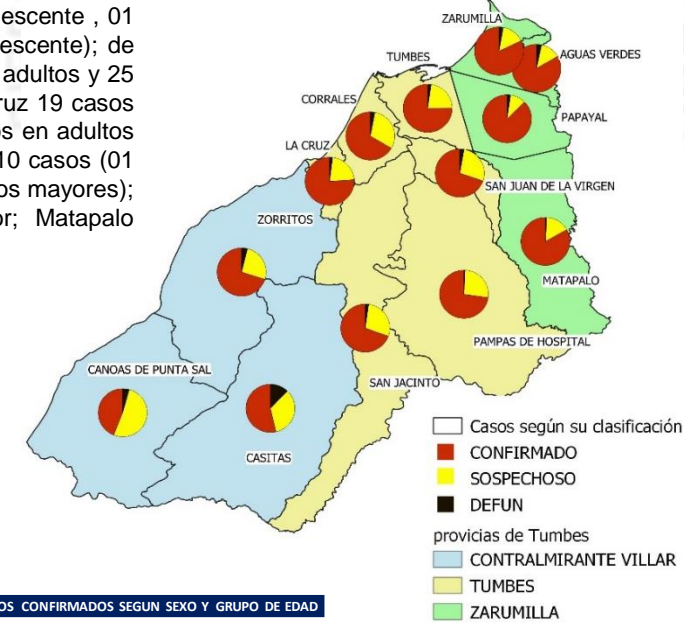 escente , 01
escente); de
adultos y 25
ruz 19 casos
os en adultos
10 casos (01
os mayores);
or; Matapalo
ZARUMILLA
AGUAS VERDES
TUMBES
PAPAYAL
CORRALES
LA CRUZ
SAN JUAN DE LA VIRGEN
ZORRITOS
MATAPALO
PAMPAS DE HOSPITAL
CANOAS DE PUNTA SAL
SAN JACINTO
CASITAS
Casos según su clasificación
CONFIRMADO
SOSPECHOSO
DEFUN
provicias de Tumbes
CONTRALMIRANTE VILLAR
TUMBES
ZARUMILLA
OS CONFIRMADOS SEGUN SEXO Y GRUPO DE EDAD